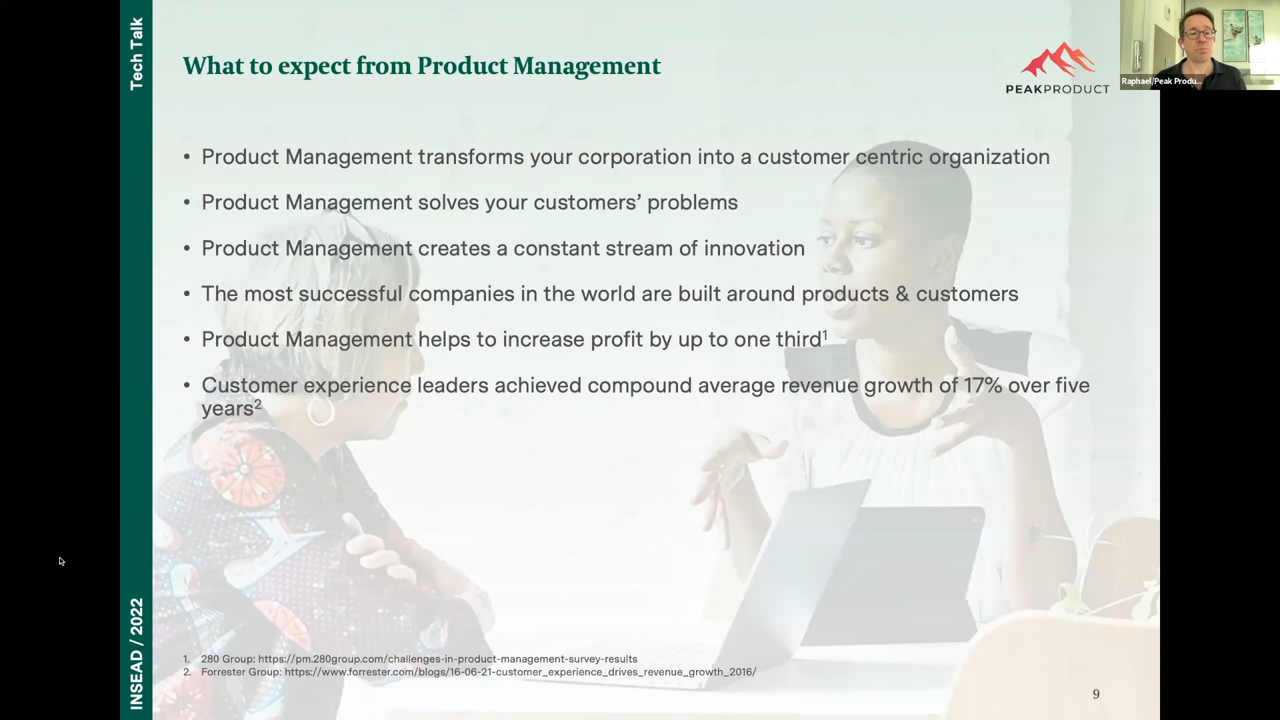 Tech Talk
What to expect from Product Management
PEAKPRODUCT
Raphael/Peak Produ...
• Product Management transforms your corporation into a customer centric organization
• Product Management solves your customers’ problems
• Product Management creates a constant stream of innovation
• The most successful companies in the world are built around products & customers
• Product Management helps to increase profit by up to one third1
• Customer experience leaders achieved compound average revenue growth of 17% over five
years2
INSEAD / 2022
1. 280 Group: https://pm.280group.com/challenges-in-product-management-survey-results
2. Forrester Group: https://www.forrester.com/blogs/16-06-21-customer_experience_drives_revenue_growth_2016/
9